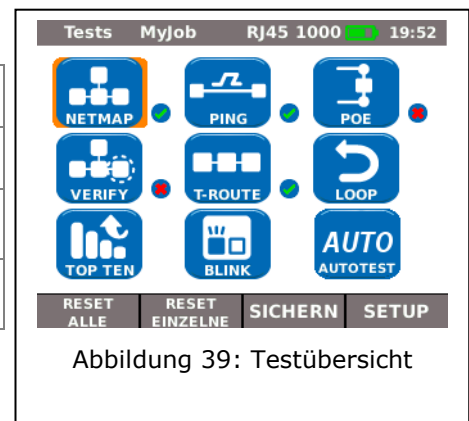 Tests MyJob RJ45 1000 19:52
NETMAP PING POE
VERIFY T-ROUTE LOOP
AUTO
TOP TEN BLINK AUTOTEST
RESET RESET SICHERN SETUP
ALLE EINZELNE
Abbildung 39: Testübersicht